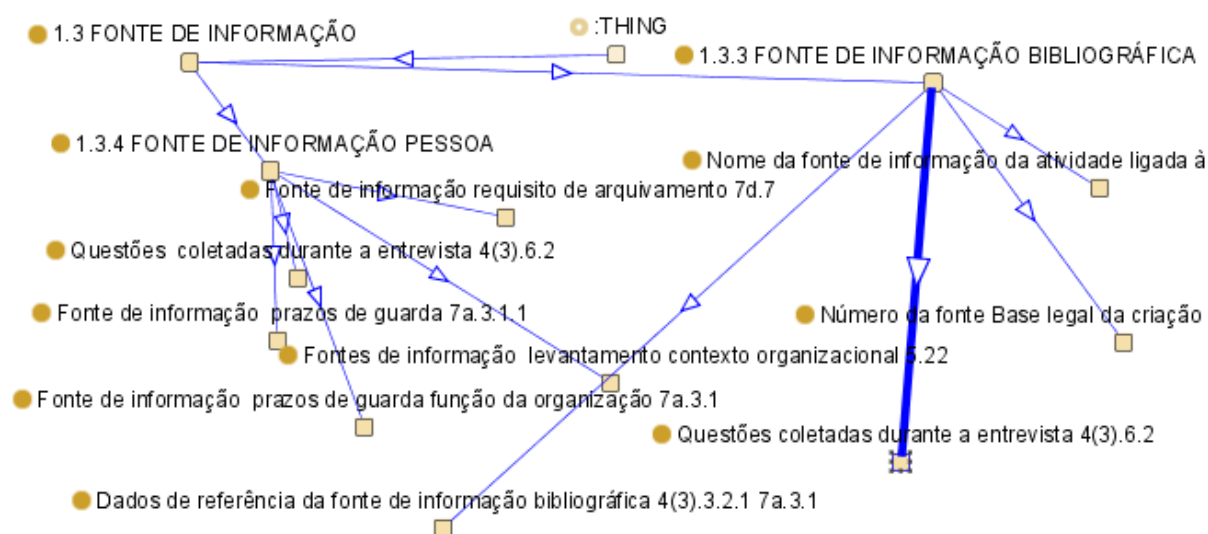 1.3 FONTE DE INFORMAÇÃO
:THING
1.3.3 FONTE DE INFORMAÇÃO BIBLIOGRÁFICA
1.3.4 FONTE DE INFORMAÇÃO PESSOA
Nome da fonte de informação da atividade ligada à
Fonte de informação requisito de arquivamento 7d.7
Questões coletadas durante a entrevista 4(3).6.2
Fonte de informação prazos de guarda 7a.3.1.1
Número da fonte Base legal da criação
Fontes de informação levantamento contexto organizacional 5.22
Fonte de informação prazos de guarda função da organização 7a.3.1
Questões coletadas durante a entrevista 4(3).6.2
Dados de referência da fonte de informação bibliográfica 4(3).3.2.1 7a.3.1